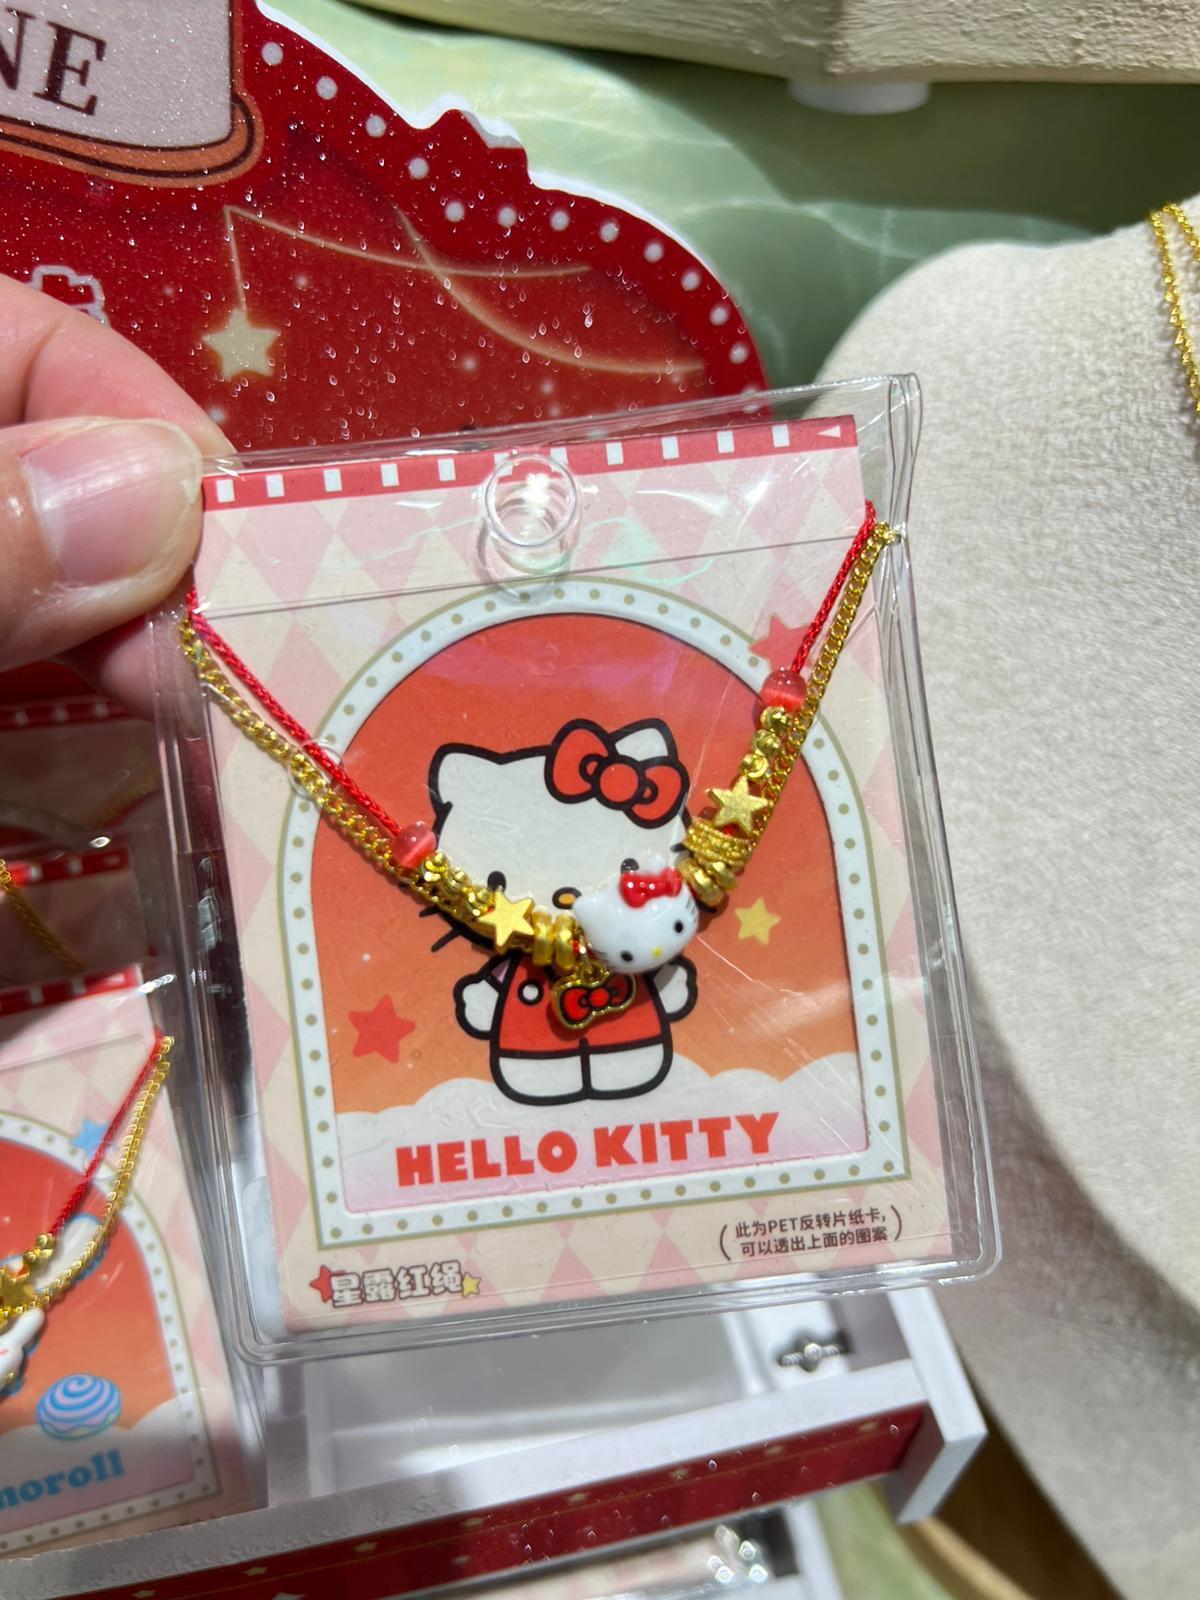 NE
HELLO KITTY
(此为PET反转片纸卡,
可以透出上面的图案)
星露红绳
moroll